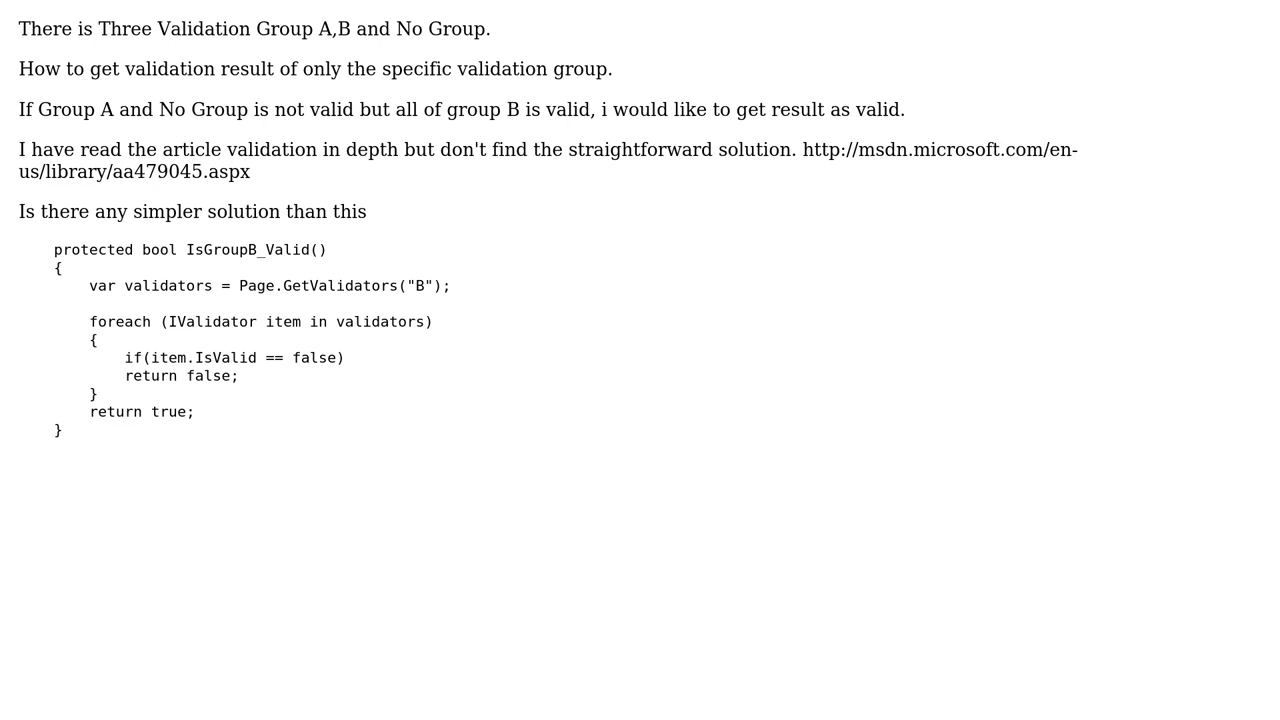 There is Three Validation Group A,B and No Group.
How to get validation result of only the specific validation group.
If Group A and No Group is not valid but all of group B is valid, i would like to get result as valid.
I have read the article validation in depth but don't find the straightforward solution. http://msdn.microsoft.com/en-
us/library/aa479045.aspx
Is there any simpler solution than this
    protected bool IsGroupB_Valid()
    {
        var validators = Page.GetValidators("B");

        foreach (IValidator item in validators)
        {
            if(item.IsValid == false)
            return false;
        }
        return true;
    }